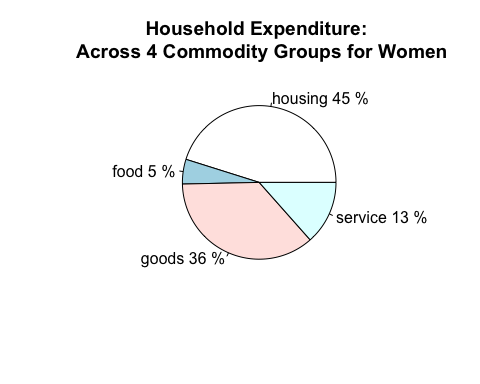 Household Expenditure:
Across 4 Commodity Groups for Women
housing 45 %
food 5 %
service 13 %
goods 36 %